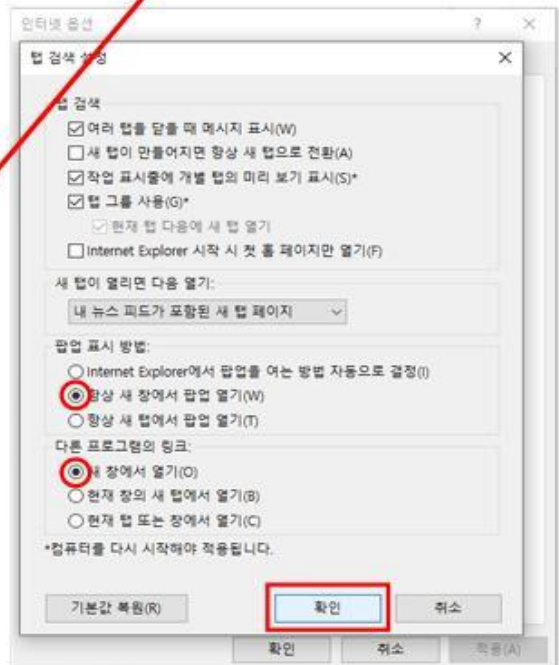 인터넷 옵션
탭 검색 설정
탭 검색
여러 탭을 닫을 때 메시지 표시(W)
새 탭이 만들어지면 항상 새 탭으로 전환(A)
작업 표시줄에 개별 탭의 미리 보기 표시(S)*
탭 그룹 사용(G)*
현재 탭 다음에 새 탭 열기
Internet Explorer 시작 시 첫 홈 페이지만 열기(F)
새 탭이 열리면 다음 열기:
내 뉴스 피드가 포함된 새 탭 페이지
팝업 표시 방법:
Internet Explorer에서 팝업을 여는 방법 자동으로 결정(I)
항상 새 창에서 팝업 열기(W)
항상 새 탭에서 팝업 열기(T)
다른 프로그램의 링크:
새 창에서 열기(O)
현재 창의 새 탭에서 열기(B)
현재 탭 또는 창에서 열기(C)
*컴퓨터를 다시 시작해야 적용됩니다.
기본값 복원(R) 확인 취소
확인 취소 적용(A)